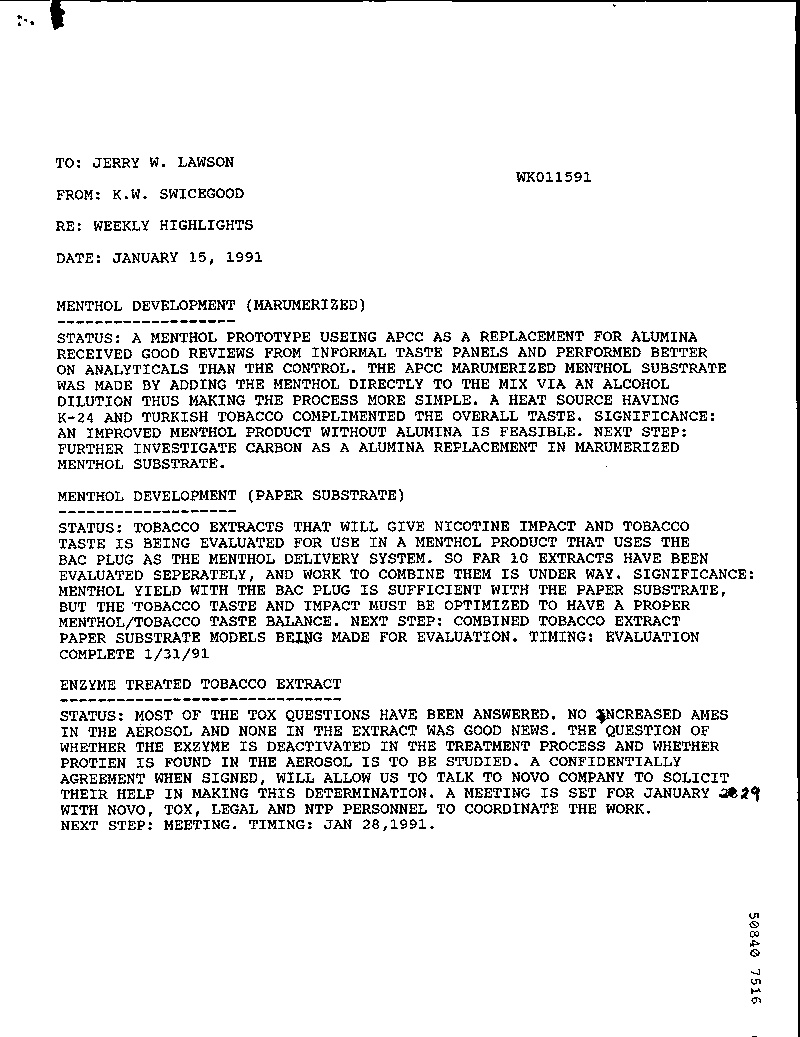 TO: JERRY W. LAWSON
WK011591
FROM: K.W. SWICEGOOD
RE: WEEKLY HIGHLIGHTS
DATE: JANUARY 15, 1991
MENTHOL DEVELOPMENT (MARUMERIZED)
-------------------
STATUS: A MENTHOL PROTOTYPE USEING APCC AS A REPLACEMENT FOR ALUMINA
RECEIVED GOOD REVIEWS FROM INFORMAL TASTE PANELS AND PERFORMED BETTER
ON ANALYTICALS THAN THE CONTROL. THE APCC MARUMERIZED MENTHOL SUBSTRATE
WAS MADE BY ADDING THE MENTHOL DIRECTLY TO THE MIX VIA AN ALCOHOL
DILUTION THUS MAKING THE PROCESS MORE SIMPLE. A HEAT SOURCE HAVING
K-24 AND TURKISH TOBACCO COMPLIMENTED THE OVERALL TASTE. SIGNIFICANCE:
AN IMPROVED MENTHOL PRODUCT WITHOUT ALUMINA IS FEASIBLE. NEXT STEP:
FURTHER INVESTIGATE CARBON AS A ALUMINA REPLACEMENT IN MARUMERIZED
MENTHOL SUBSTRATE.
MENTHOL DEVELOPMENT (PAPER SUBSTRATE)
-------------------
STATUS: TOBACCO EXTRACTS THAT WILL GIVE NICOTINE IMPACT AND TOBACCO
TASTE IS BEING EVALUATED FOR USE IN A MENTHOL PRODUCT THAT USES THE
BAC PLUG AS THE MENTHOL DELIVERY SYSTEM. SO FAR 10 EXTRACTS HAVE BEEN
EVALUATED SEPERATELY, AND WORK TO COMBINE THEM IS UNDER WAY. SIGNIFICANCE:
MENTHOL YIELD WITH THE BAC PLUG IS SUFFICIENT WITH THE PAPER SUBSTRATE,
BUT THE TOBACCO TASTE AND IMPACT MUST BE OPTIMIZED TO HAVE A PROPER
MENTHOL/TOBACCO TASTE BALANCE. NEXT STEP: COMBINED TOBACCO EXTRACT
PAPER SUBSTRATE MODELS BEING MADE FOR EVALUATION. TIMING: EVALUATION
COMPLETE 1/31/91
ENZYME TREATED TOBACCO EXTRACT
------------------------------
STATUS: MOST OF THE TOX QUESTIONS HAVE BEEN ANSWERED. NO INCREASED AMES
IN THE AEROSOL AND NONE IN THE EXTRACT WAS GOOD NEWS. THE QUESTION OF
WHETHER THE EXZYME IS DEACTIVATED IN THE TREATMENT PROCESS AND WHETHER
PROTIEN IS FOUND IN THE AEROSOL IS TO BE STUDIED. A CONFIDENTIALLY
AGREEMENT WHEN SIGNED, WILL ALLOW US TO TALK TO NOVO COMPANY TO SOLICIT
THEIR HELP IN MAKING THIS DETERMINATION. A MEETING IS SET FOR JANUARY 29
WITH NOVO, TOX, LEGAL AND NTP PERSONNEL TO COORDINATE THE WORK.
NEXT STEP: MEETING. TIMING: JAN 28,1991.
50840 7516